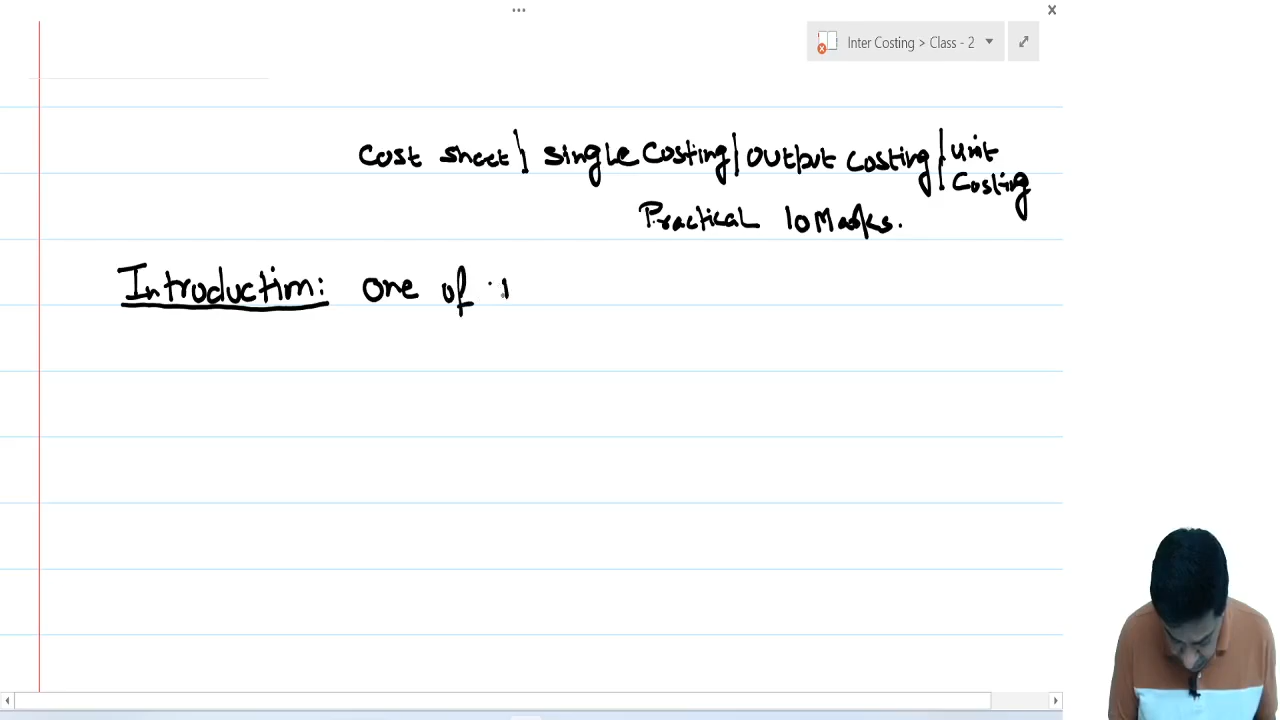 Inter Costing > Class - 2
Cost sheet | Single Costing | Output Costing | Unit Costing
Practical 10 Marks.
Introduction: One of